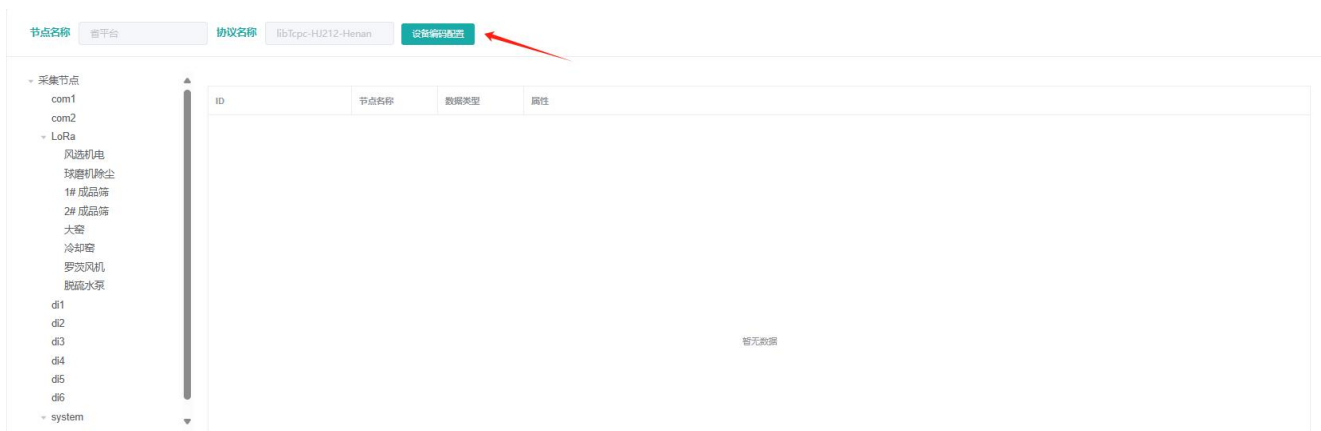 节点名称 省平台 协议名称 libTcpc-HJ212-Henan 设备编码配置
采集节点
com1
com2
LoRa
风选机电
球磨机除尘
1# 成品筛
2# 成品筛
大窑
冷却窑
罗茨风机
脱硫水泵
di1
di2
di3
di4
di5
di6
system
ID 节点名称 数据类型 属性
暂无数据